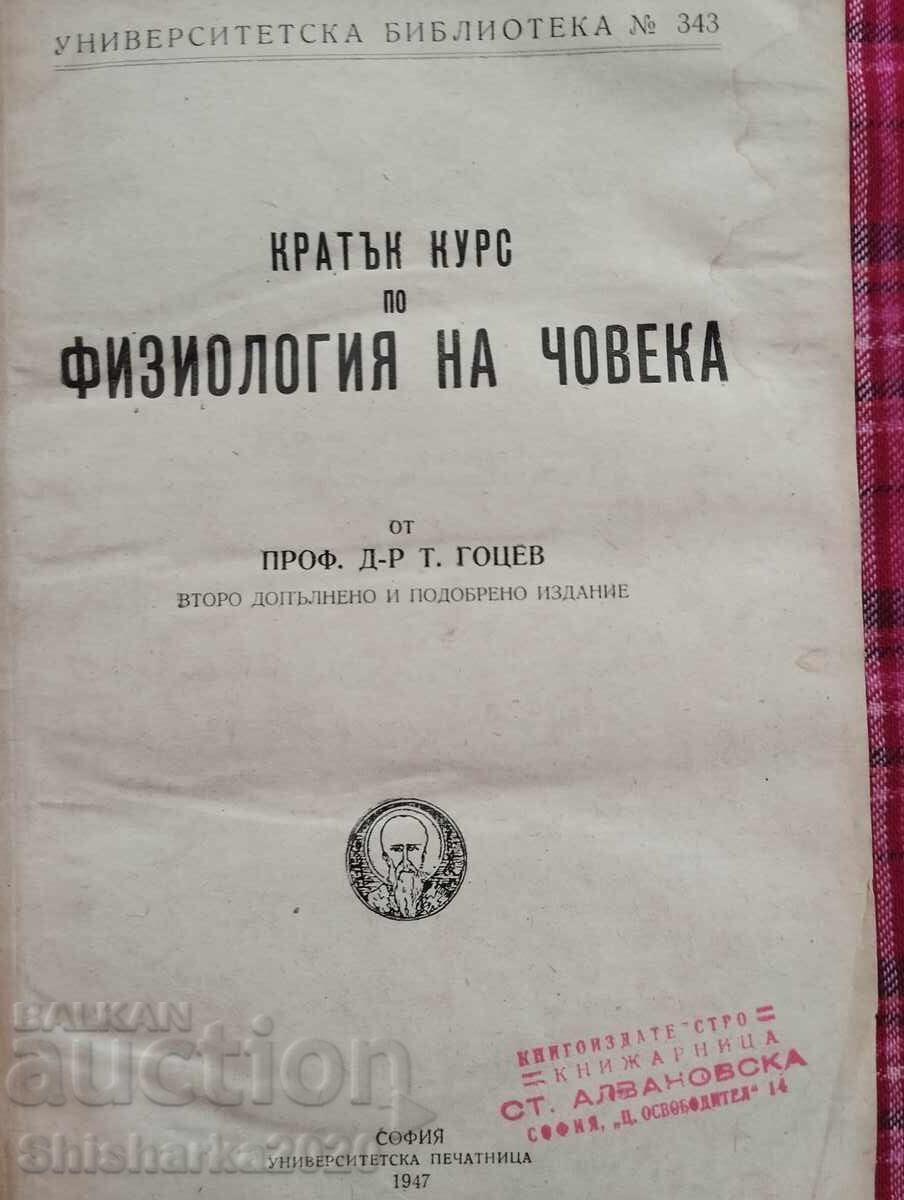 УНИВЕРСИТЕТСКА БИБЛИОТЕКА № 343
КРАТЪК КУРС
ПО
ФИЗИОЛОГИЯ НА ЧОВЕКА
ОТ
ПРОФ. Д-Р Т. ГОЦЕВ
ВТОРО ДОПЪЛНЕНО И ПОДОБРЕНО ИЗДАНИЕ
КНИГОИЗДАТЕЛСТРО
КНИЖАРНИЦА
СТ. АЛВАНОВСКА
СОФИЯ, „Ц. ОСВОБОДИТЕЛ" 14
СОФИЯ
УНИВЕРСИТЕТСКА ПЕЧАТНИЦА
1947
BALKAN
auction
Shisharka2020